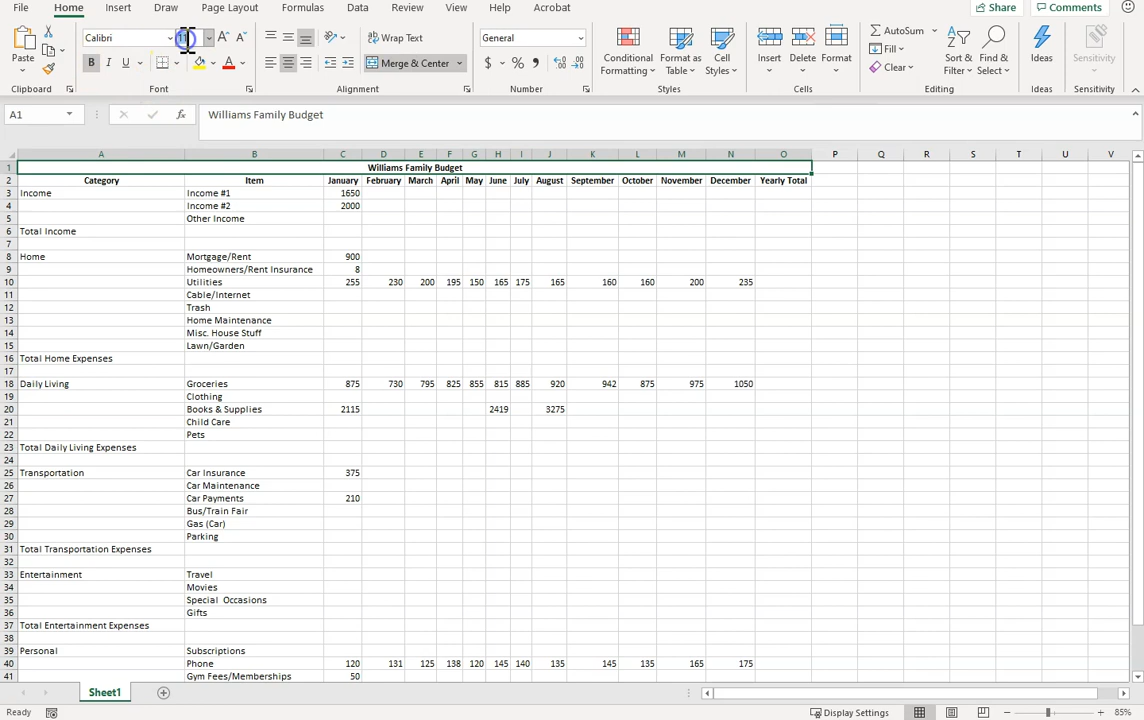 File Home Insert Draw Page Layout Formulas Data Review View Help Acrobat Share Comments
Calibri 11 A A Wrap Text General AutoSum
Paste B I U A Merge & Center $ % 9 Conditional Formatting Format as Table Cell Styles Insert Delete Format Fill Clear Sort & Filter Find & Select Ideas Sensitivity
Clipboard Font Alignment Number Styles Cells Editing Ideas Sensitivity
A1 fx Williams Family Budget
A B C D E F G H I J K L M N O P Q R S T U V
1 Williams Family Budget
2 Category Item January February March April May June July August September October November December Yearly Total
3 Income Income #1 1650
4 Income #2 2000
5 Other Income
6 Total Income
7
8 Home Mortgage/Rent 900
9 Homeowners/Rent Insurance 8
10 Utilities 255 230 200 195 150 165 175 165 160 160 200 235
11 Cable/Internet
12 Trash
13 Home Maintenance
14 Misc. House Stuff
15 Lawn/Garden
16 Total Home Expenses
17
18 Daily Living Groceries 875 730 795 825 855 815 885 920 942 875 975 1050
19 Clothing
20 Books & Supplies 2115 2419 3275
21 Child Care
22 Pets
23 Total Daily Living Expenses
24
25 Transportation Car Insurance 375
26 Car Maintenance
27 Car Payments 210
28 Bus/Train Fair
29 Gas (Car)
30 Parking
31 Total Transportation Expenses
32
33 Entertainment Travel
34 Movies
35 Special Occasions
36 Gifts
37 Total Entertainment Expenses
38
39 Personal Subscriptions
40 Phone 120 131 125 138 120 145 140 135 145 135 165 175
41 Gym Fees/Memberships 50
Sheet1
Ready Display Settings 85%